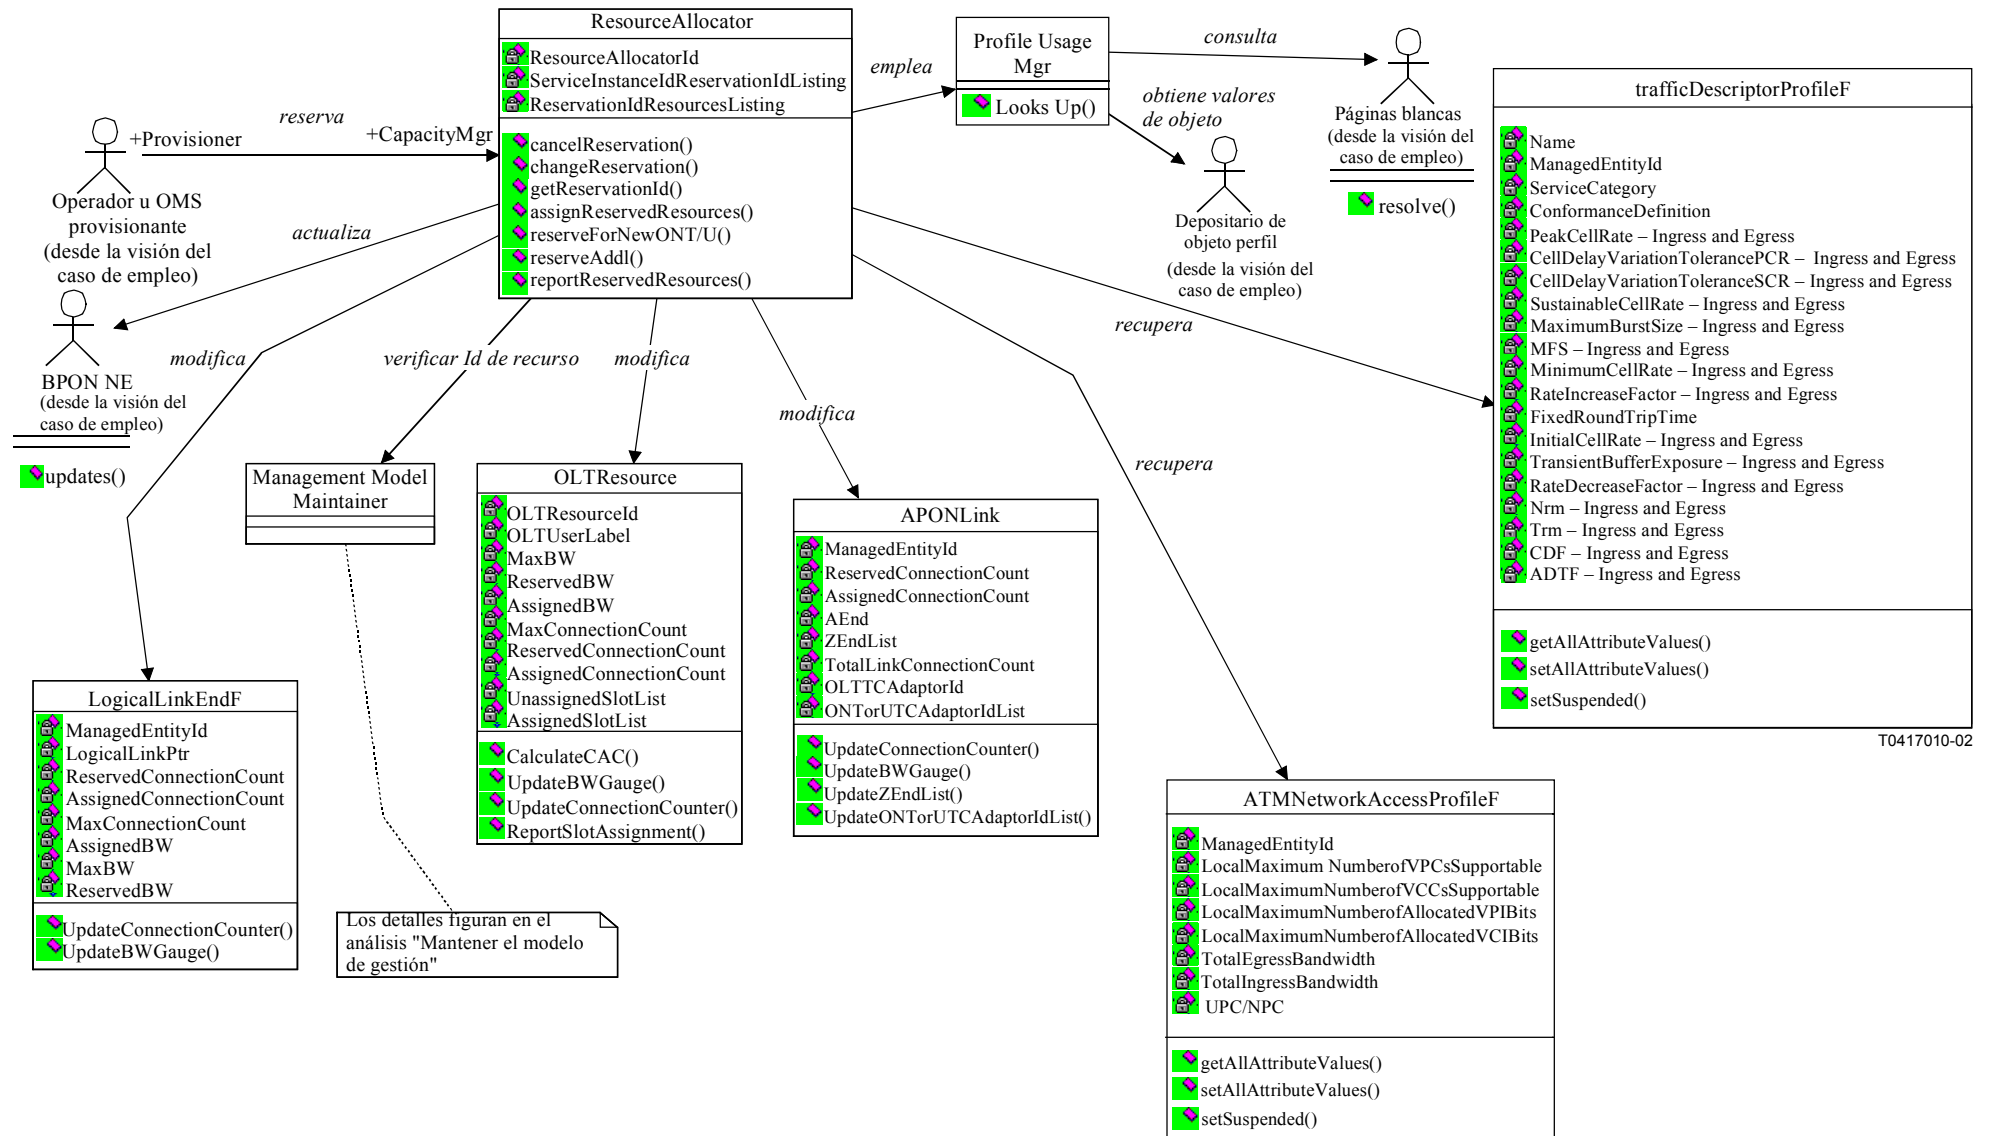 ResourceAllocator
ResourceAllocatorId
ServiceInstanceIdReservationIdListing
ReservationIdResourcesListing
cancelReservation()
changeReservation()
getReservationId()
assignReservedResources()
reserveForNewONT/U()
reserveAddl()
reportReservedResources()
reserva
+Provisioner
+CapacityMgr
Operador u OMS
provisionante
(desde la visión del
caso de empleo)
actualiza
BPON NE
(desde la visión del
caso de empleo)
updates()
emplea
Profile Usage
Mgr
Looks Up()
consulta
obtiene valores
de objeto
Páginas blancas
(desde la visión del
caso de empleo)
resolve()
Depositario de
objeto perfil
(desde la visión del
caso de empleo)
recupera
trafficDescriptorProfileF
Name
ManagedEntityId
ServiceCategory
ConformanceDefinition
PeakCellRate – Ingress and Egress
CellDelayVariationTolerancePCR – Ingress and Egress
CellDelayVariationToleranceSCR – Ingress and Egress
SustainableCellRate – Ingress and Egress
MaximumBurstSize – Ingress and Egress
MFS – Ingress and Egress
MinimumCellRate – Ingress and Egress
RateIncreaseFactor – Ingress and Egress
FixedRoundTripTime
InitialCellRate – Ingress and Egress
TransientBufferExposure – Ingress and Egress
RateDecreaseFactor – Ingress and Egress
Nrm – Ingress and Egress
Trm – Ingress and Egress
CDF – Ingress and Egress
ADTF – Ingress and Egress
getAllAttributeValues()
setAllAttributeValues()
setSuspended()
T0417010-02
modifica
verificar Id de recurso
modifica
modifica
recupera
Management Model
Maintainer
OLTResource
OLTResourceId
OLTUserLabel
MaxBW
ReservedBW
AssignedBW
MaxConnectionCount
ReservedConnectionCount
AssignedConnectionCount
UnassignedSlotList
AssignedSlotList
CalculateCAC()
UpdateBWGauge()
UpdateConnectionCounter()
ReportSlotAssignment()
APONLink
ManagedEntityId
ReservedConnectionCount
AssignedConnectionCount
AEnd
ZEndList
TotalLinkConnectionCount
OLTTCAdaptorId
ONTorUTCAdaptorIdList
UpdateConnectionCounter()
UpdateBWGauge()
UpdateZEndList()
UpdateONTorUTCAdaptorIdList()
LogicalLinkEndF
ManagedEntityId
LogicalLinkPtr
ReservedConnectionCount
AssignedConnectionCount
MaxConnectionCount
AssignedBW
MaxBW
ReservedBW
UpdateConnectionCounter()
UpdateBWGauge()
Los detalles figuran en el
análisis "Mantener el modelo
de gestión"
ATMNetworkAccessProfileF
ManagedEntityId
LocalMaximum NumberofVPCsSupportable
LocalMaximumNumberofVCCsSupportable
LocalMaximumNumberofAllocatedVPIBits
LocalMaximumNumberofAllocatedVCIBits
TotalEgressBandwidth
TotalIngressBandwidth
UPC/NPC
getAllAttributeValues()
setAllAttributeValues()
setSuspended()